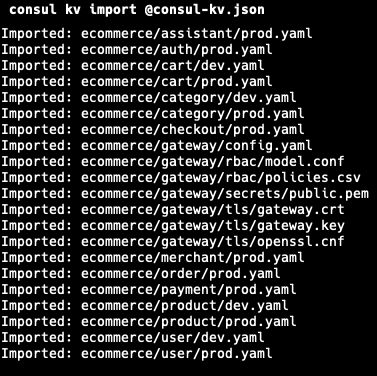 consul kv import @consul-kv.json
Imported: ecommerce/assistant/prod.yaml
Imported: ecommerce/auth/prod.yaml
Imported: ecommerce/cart/dev.yaml
Imported: ecommerce/cart/prod.yaml
Imported: ecommerce/category/dev.yaml
Imported: ecommerce/category/prod.yaml
Imported: ecommerce/checkout/prod.yaml
Imported: ecommerce/gateway/config.yaml
Imported: ecommerce/gateway/rbac/model.conf
Imported: ecommerce/gateway/rbac/policies.csv
Imported: ecommerce/gateway/secrets/public.pem
Imported: ecommerce/gateway/tls/gateway.crt
Imported: ecommerce/gateway/tls/gateway.key
Imported: ecommerce/gateway/tls/openssl.cnf
Imported: ecommerce/merchant/prod.yaml
Imported: ecommerce/order/prod.yaml
Imported: ecommerce/payment/prod.yaml
Imported: ecommerce/product/dev.yaml
Imported: ecommerce/product/prod.yaml
Imported: ecommerce/user/dev.yaml
Imported: ecommerce/user/prod.yaml